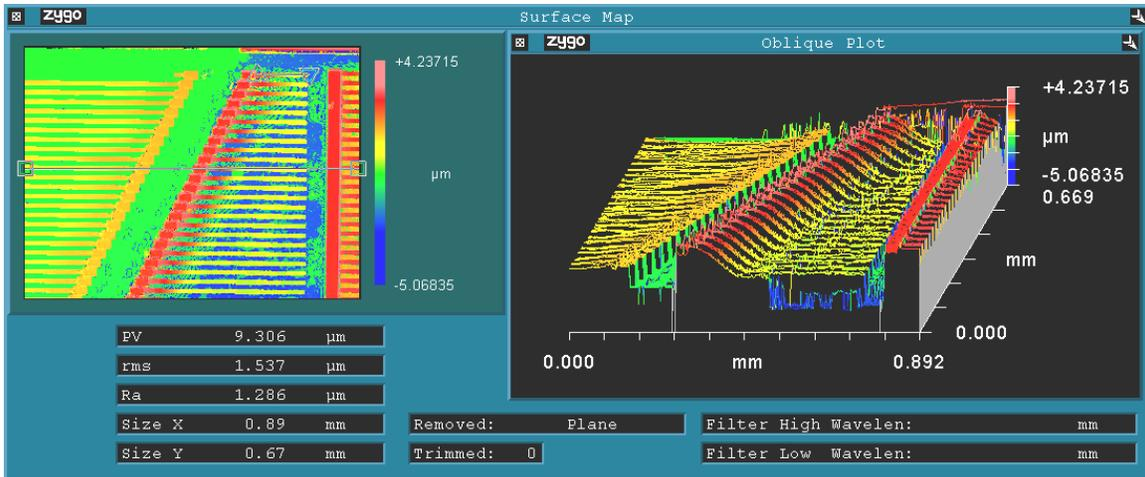 zygo Surface Map
+4.23715
µm
-5.06835
zygo Oblique Plot
+4.23715
µm
-5.06835
0.669
mm
0.000
0.000 mm 0.892
PV 9.306 µm
rms 1.537 µm
Ra 1.286 µm
Size X 0.89 mm
Size Y 0.67 mm
Removed: Plane
Trimmed: 0
Filter High Wavelen: mm
Filter Low Wavelen: mm